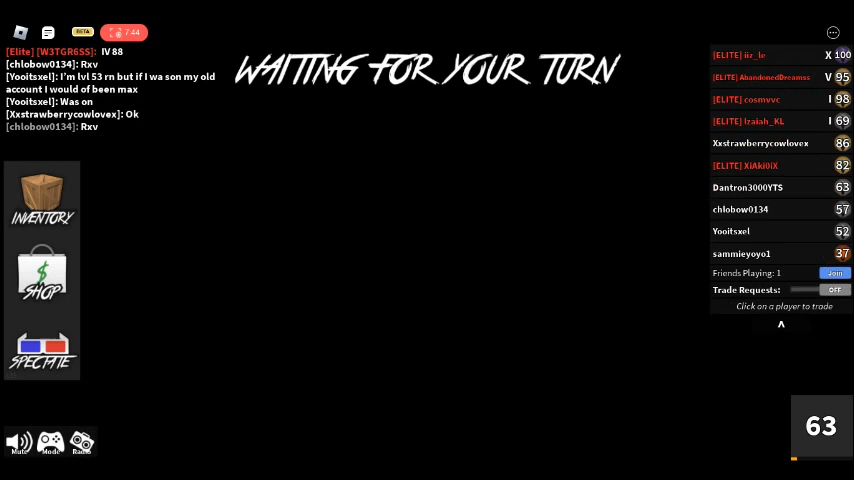 BETA
7:44
[Elite] [W3TGR6SS]: IV 88
[chlobow0134]: Rxv
[Yooitsxel]: I'm lvl 53 rn but if I wa son my old
account I would of been max
[Yooitsxel]: Was on
[Xxstrawberrycowlovex]: Ok
[chlobow0134]: Rxv
WAITING FOR YOUR TURN
INVENTORY
SHOP
SPECTATE
Mute
Mode
Radio
[ELITE] iiz_le X 100
[ELITE] AbandonedDreamss V 95
[ELITE] cosmvvc I 98
[ELITE] Izaiah_KL I 69
Xxstrawberrycowlovex 86
[ELITE] XiAki0iX 82
Dantron3000YTS 63
chlobow0134 57
Yooitsxel 52
sammieyoyo1 37
Friends Playing: 1 Join
Trade Requests: OFF
Click on a player to trade
63